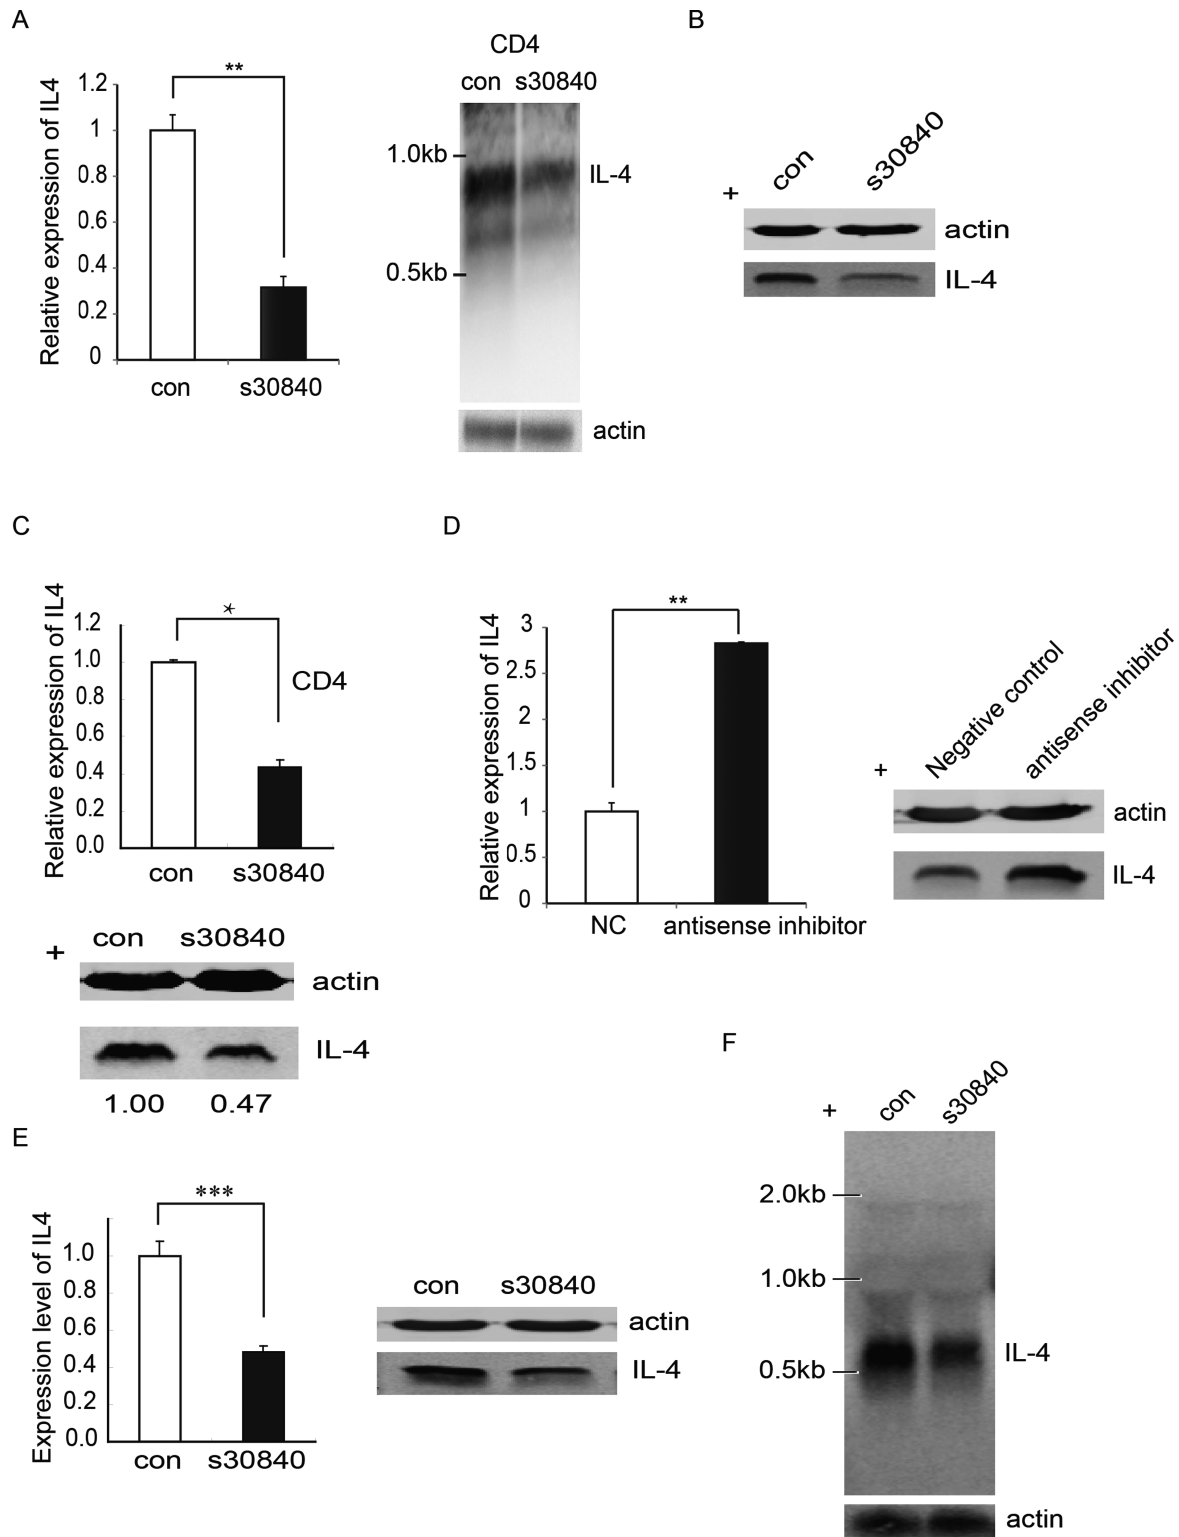 A
Relative expression of IL4
1.2
1
0.8
0.6
0.4
0.2
0
**
con
s30840
CD4
con s30840
1.0kb
0.5kb
IL-4
actin
B
+
con
s30840
actin
IL-4
C
Relative expression of IL4
1.2
1.0
0.8
0.6
0.4
0.2
0.0
*
CD4
con
s30840
+
con s30840
actin
IL-4
1.00 0.47
D
Relative expression of IL4
3
2.5
2
1.5
1
0.5
0
**
NC
antisense inhibitor
+
Negative control
antisense inhibitor
actin
IL-4
E
Expression level of IL4
1.0
0.8
0.6
0.4
0.2
0.0
***
con
s30840
con s30840
actin
IL-4
F
+
con
s30840
2.0kb
1.0kb
0.5kb
IL-4
actin